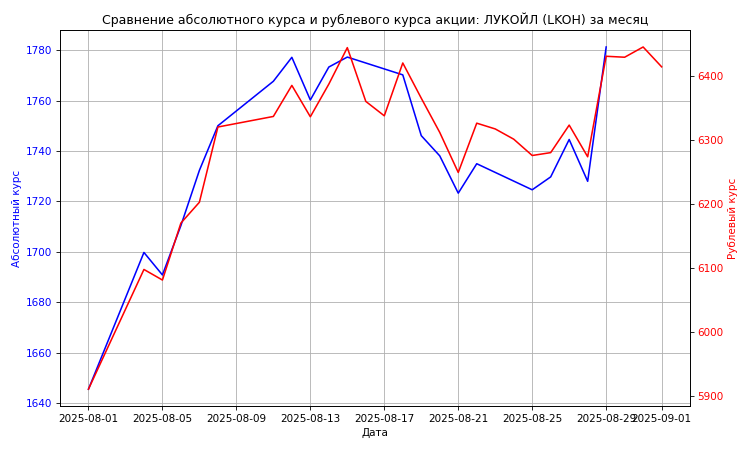 Сравнение абсолютного курса и рублевого курса акции: ЛУКОЙЛ (LKOH) за месяц
1780
1760
1740
1720
1700
1680
1660
1640
Абсолютный курс
6400
6300
6200
6100
6000
5900
Рублевый курс
2025-08-01 2025-08-05 2025-08-09 2025-08-13 2025-08-17 2025-08-21 2025-08-25 2025-08-29 2025-09-01
Дата